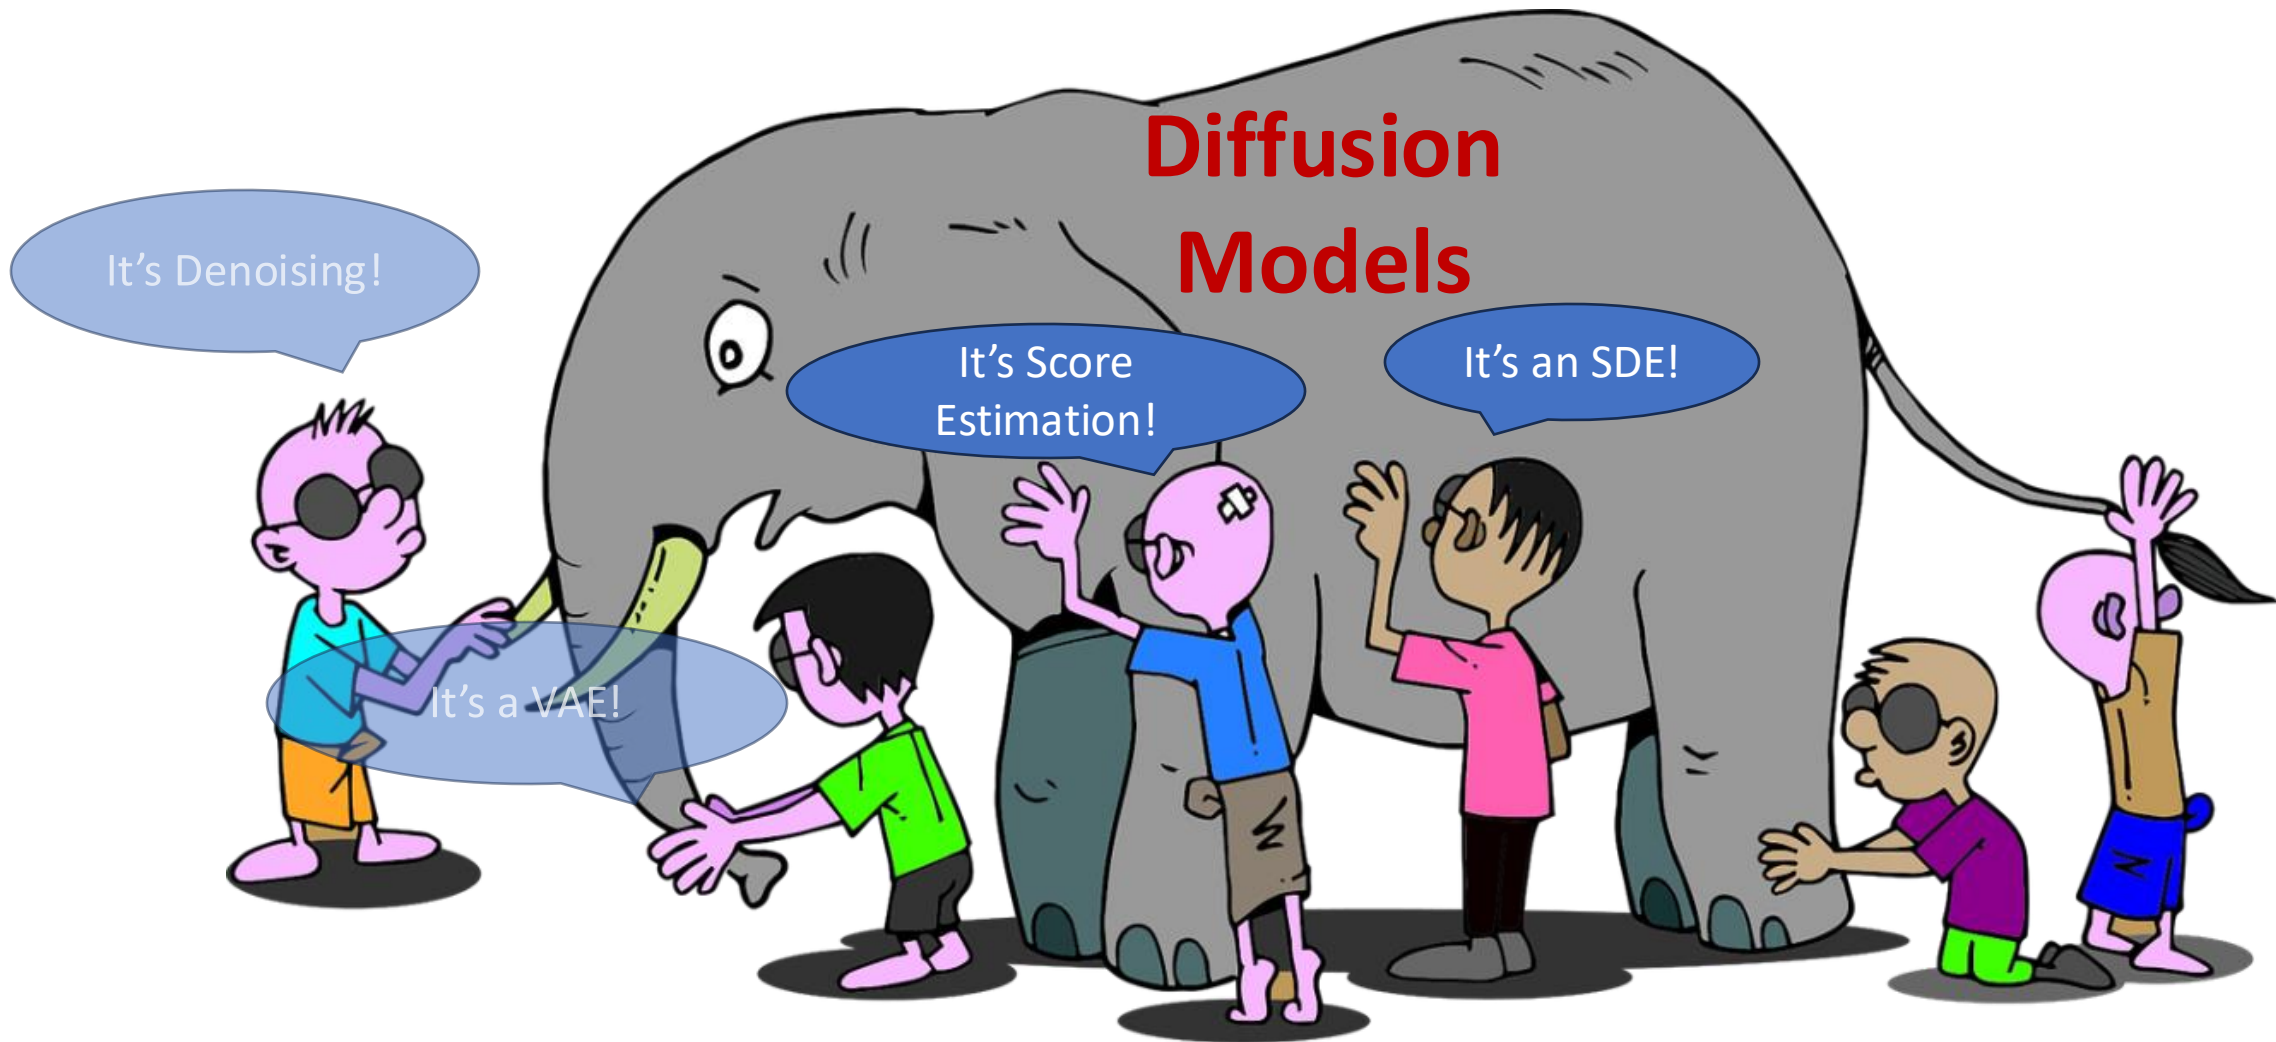 Diffusion
Models
It's Denoising!
It's Score
Estimation!
It's an SDE!
It's a VAE!